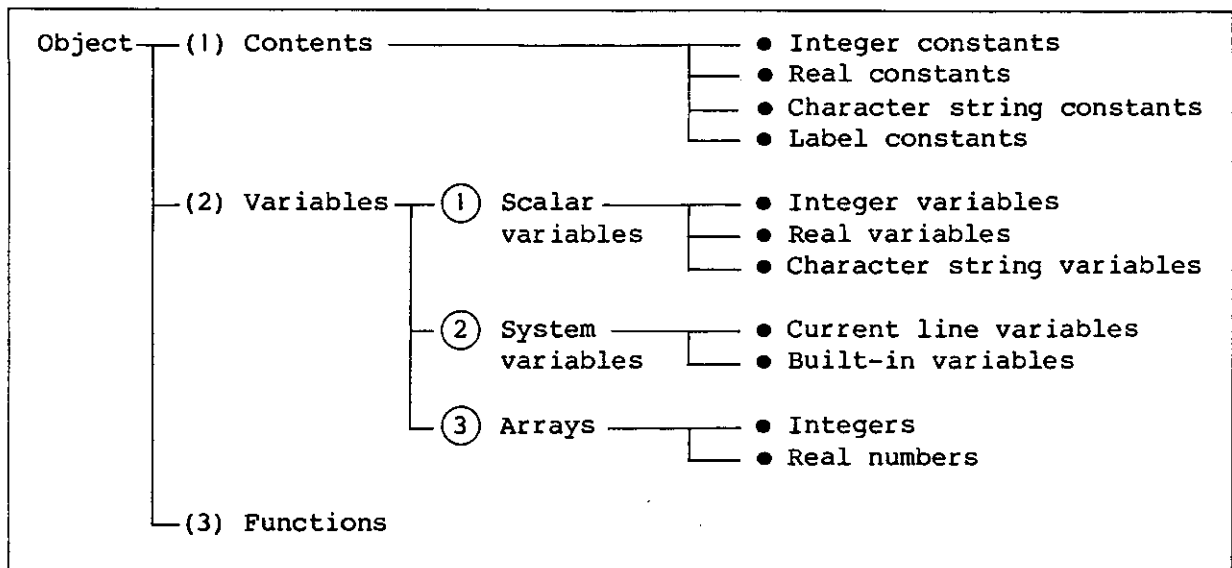 Object (1) Contents ● Integer constants
● Real constants
● Character string constants
● Label constants
(2) Variables ① Scalar ● Integer variables
variables ● Real variables
● Character string variables
② System ● Current line variables
variables ● Built-in variables
③ Arrays ● Integers
● Real numbers
(3) Functions